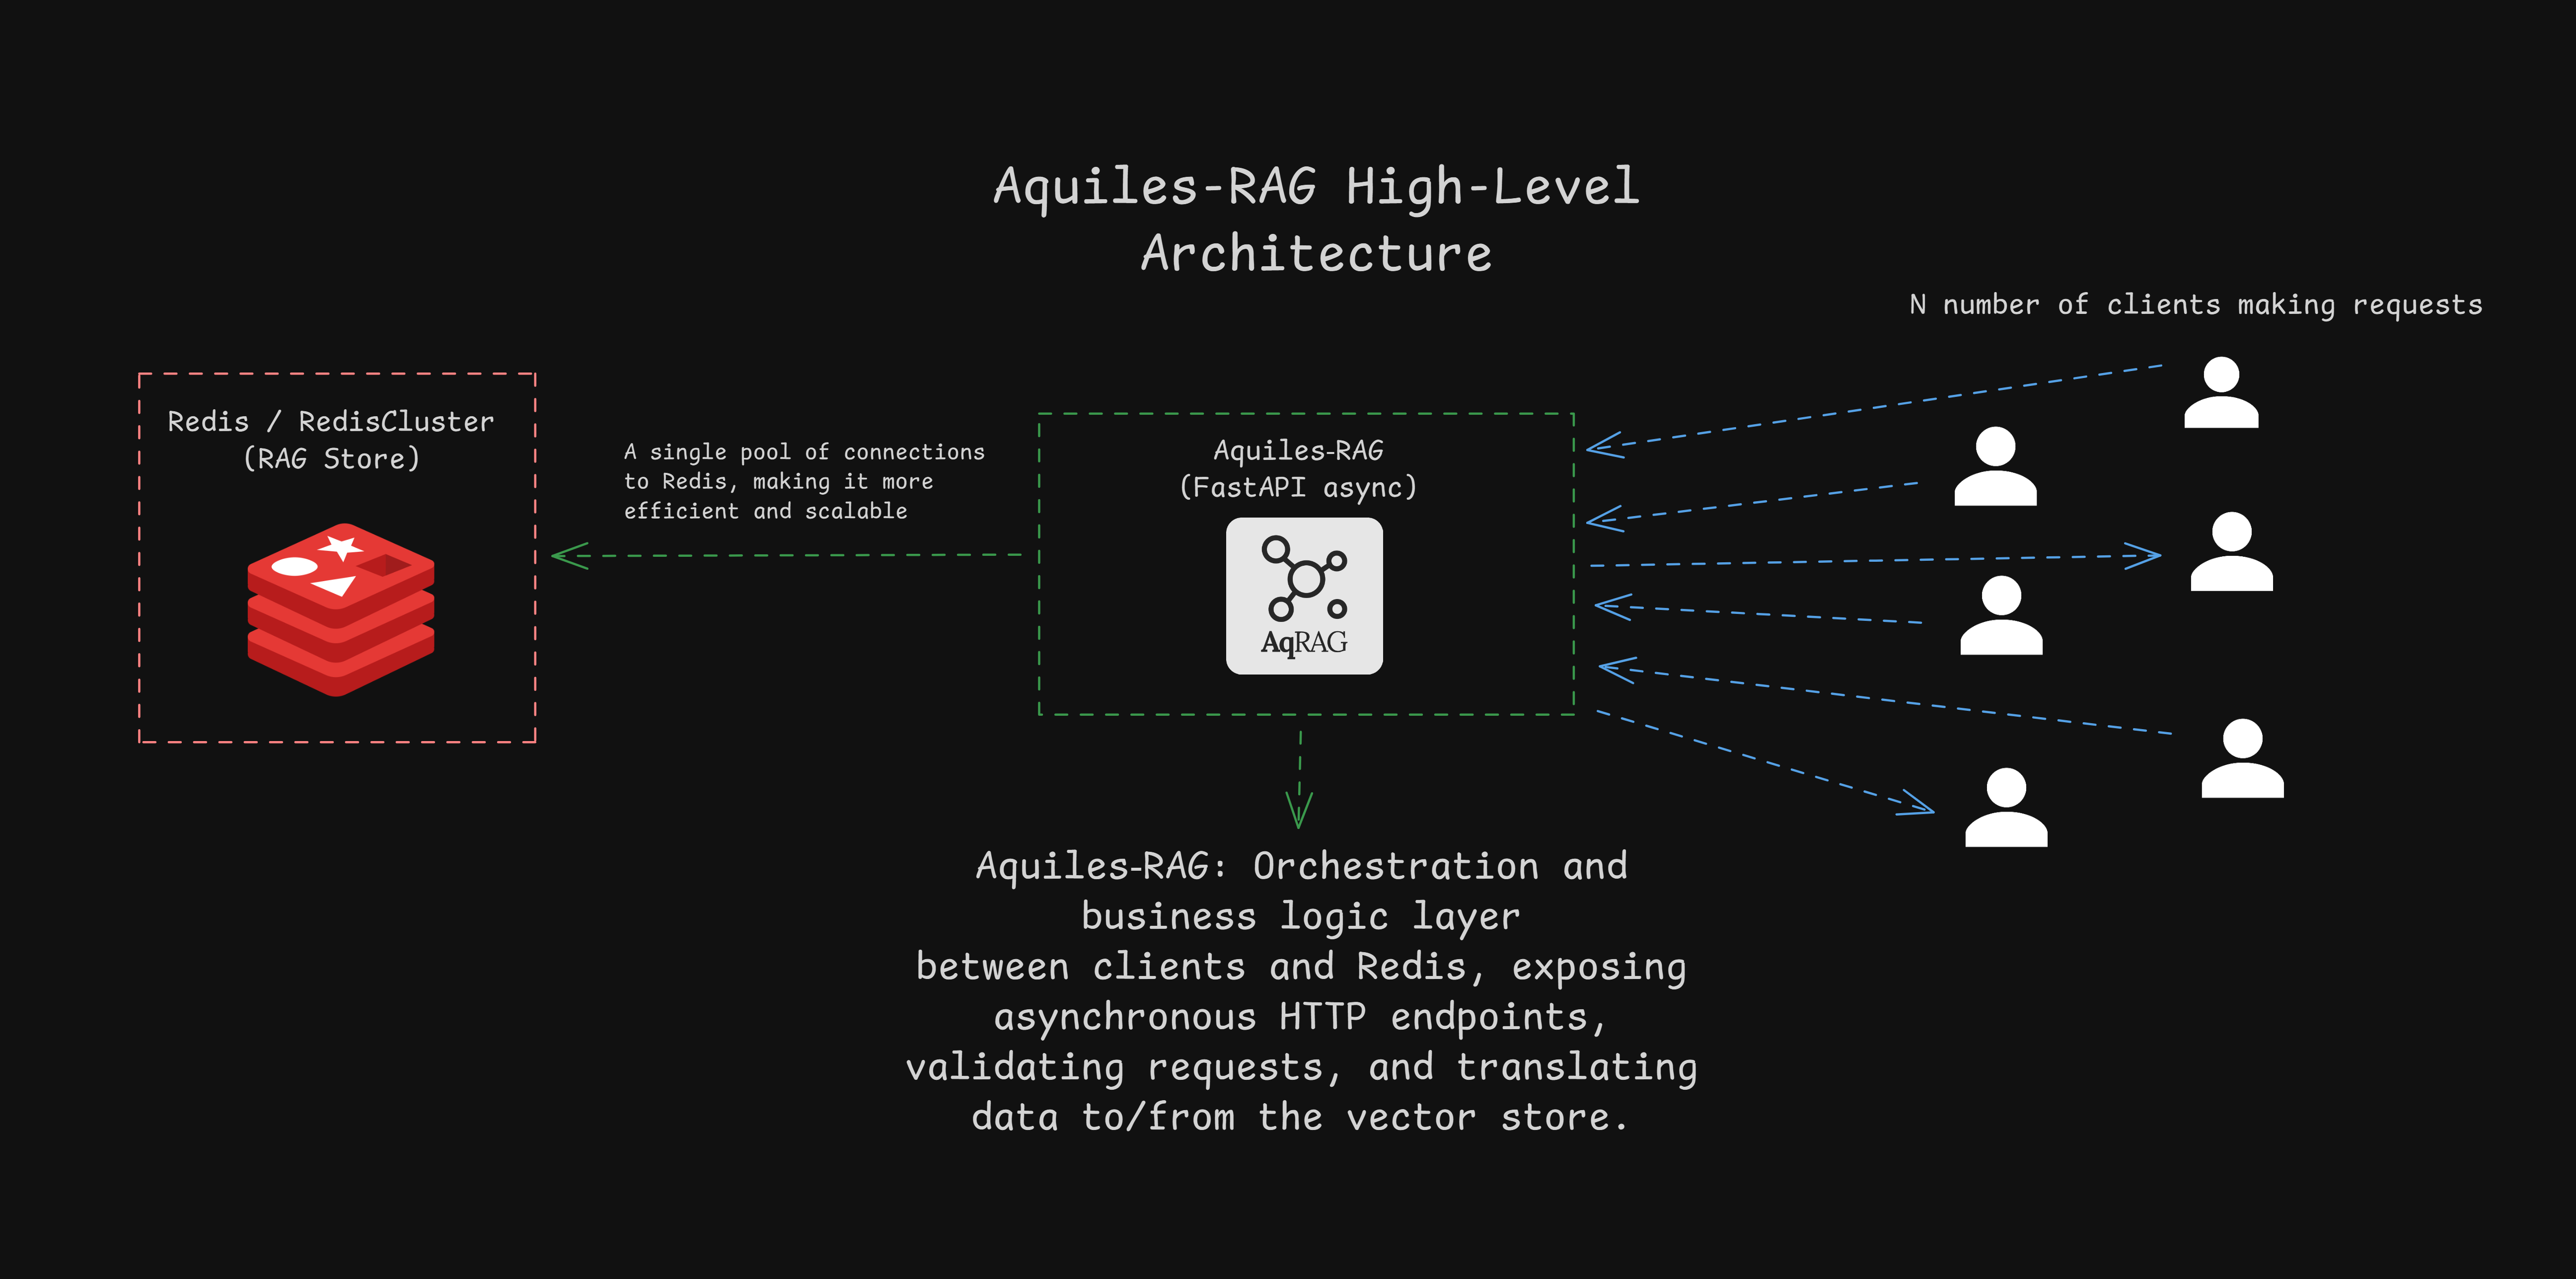 Aquiles-RAG High-Level
Architecture
N number of clients making requests
Redis / RedisCluster
(RAG Store)
A single pool of connections
to Redis, making it more
efficient and scalable
Aquiles-RAG
(FastAPI async)
AqRAG
Aquiles-RAG: Orchestration and
business logic layer
between clients and Redis, exposing
asynchronous HTTP endpoints,
validating requests, and translating
data to/from the vector store.